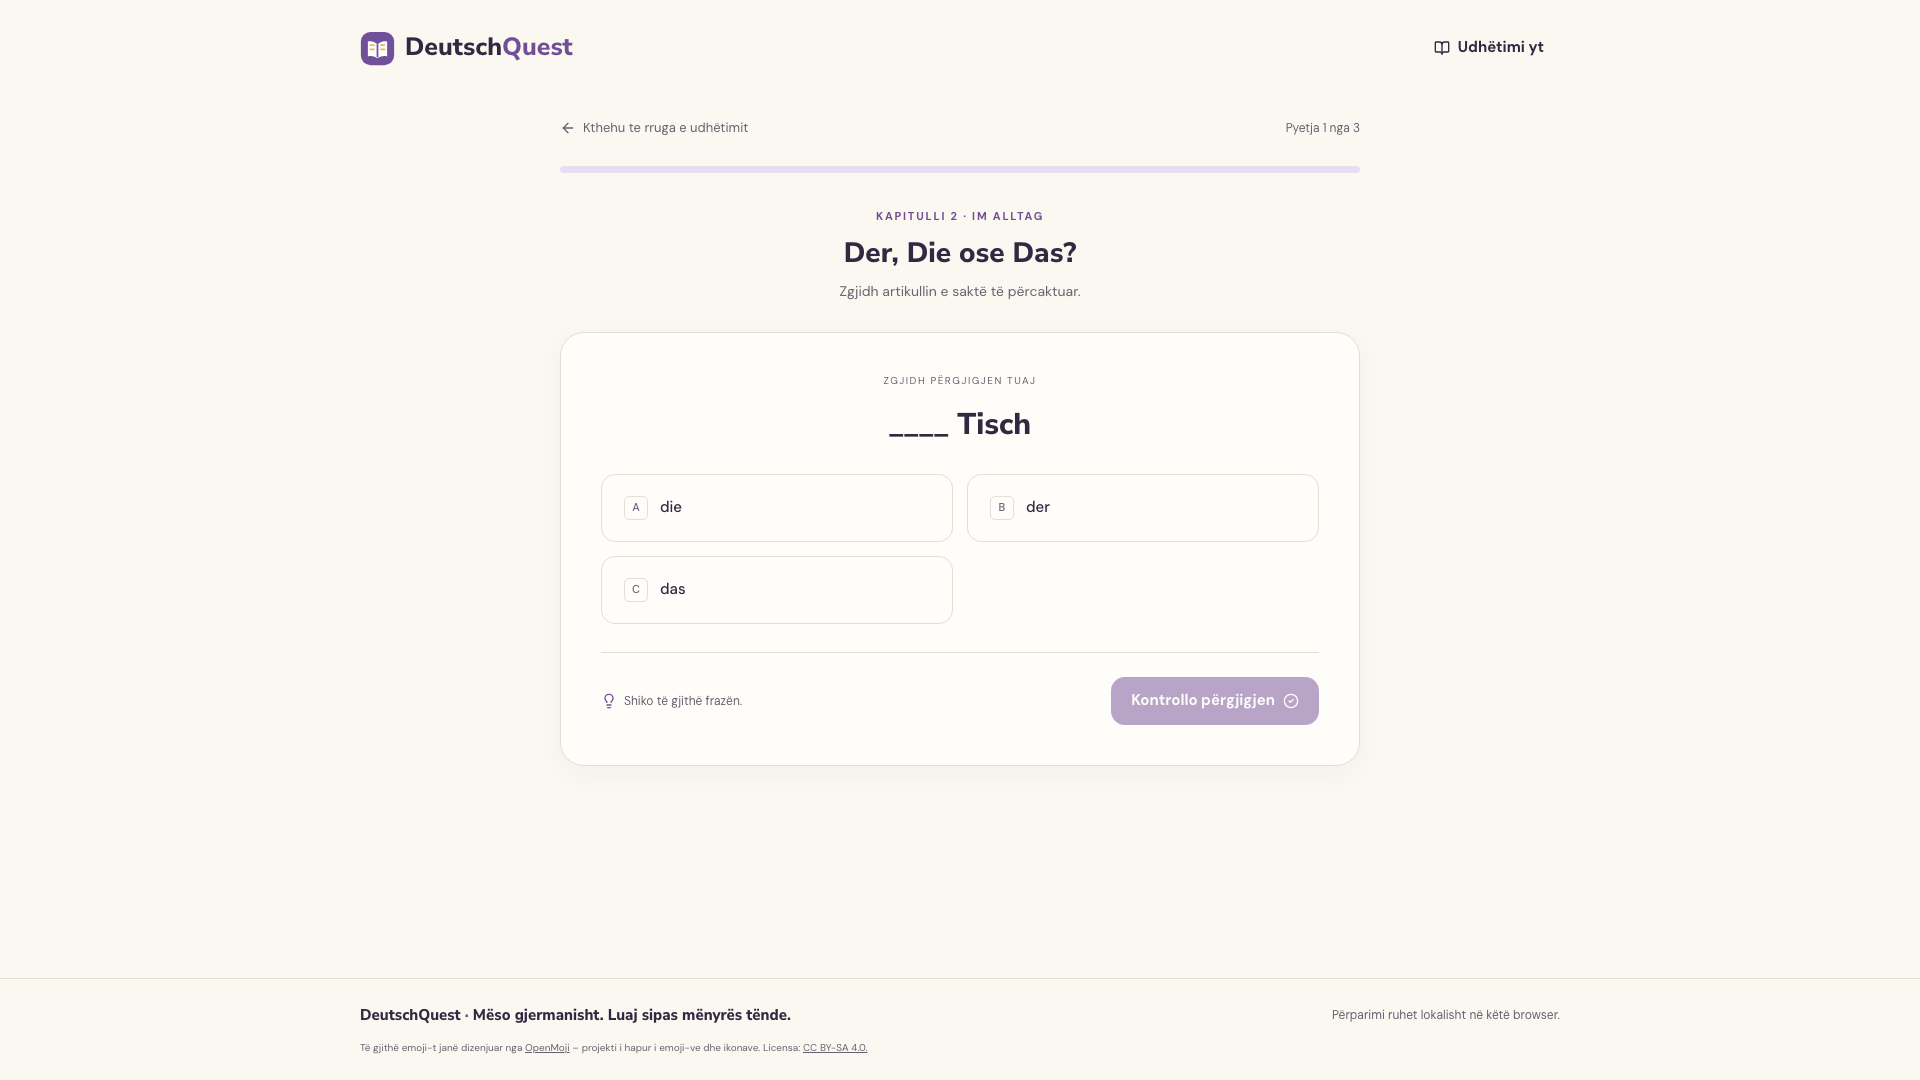 DeutschQuest
Udhëtimi yt
Kthehu te rruga e udhëtimit
Pyetja 1 nga 3
KAPITULLI 2 · IM ALLTAG
Der, Die ose Das?
Zgjidh artikullin e saktë të përcaktuar.
ZGJIDH PËRGJIGJEN TUAJ
____ Tisch
A die
B der
C das
Shiko të gjithë frazën.
Kontrollo përgjigjen
DeutschQuest · Mëso gjermanisht. Luaj sipas mënyrës tënde.
Përparimi ruhet lokalisht në këtë browser.
Të gjithë emoji-t janë dizenjuar nga OpenMoji – projekti i hapur i emoji-ve dhe ikonave. Licensa: CC BY-SA 4.0.